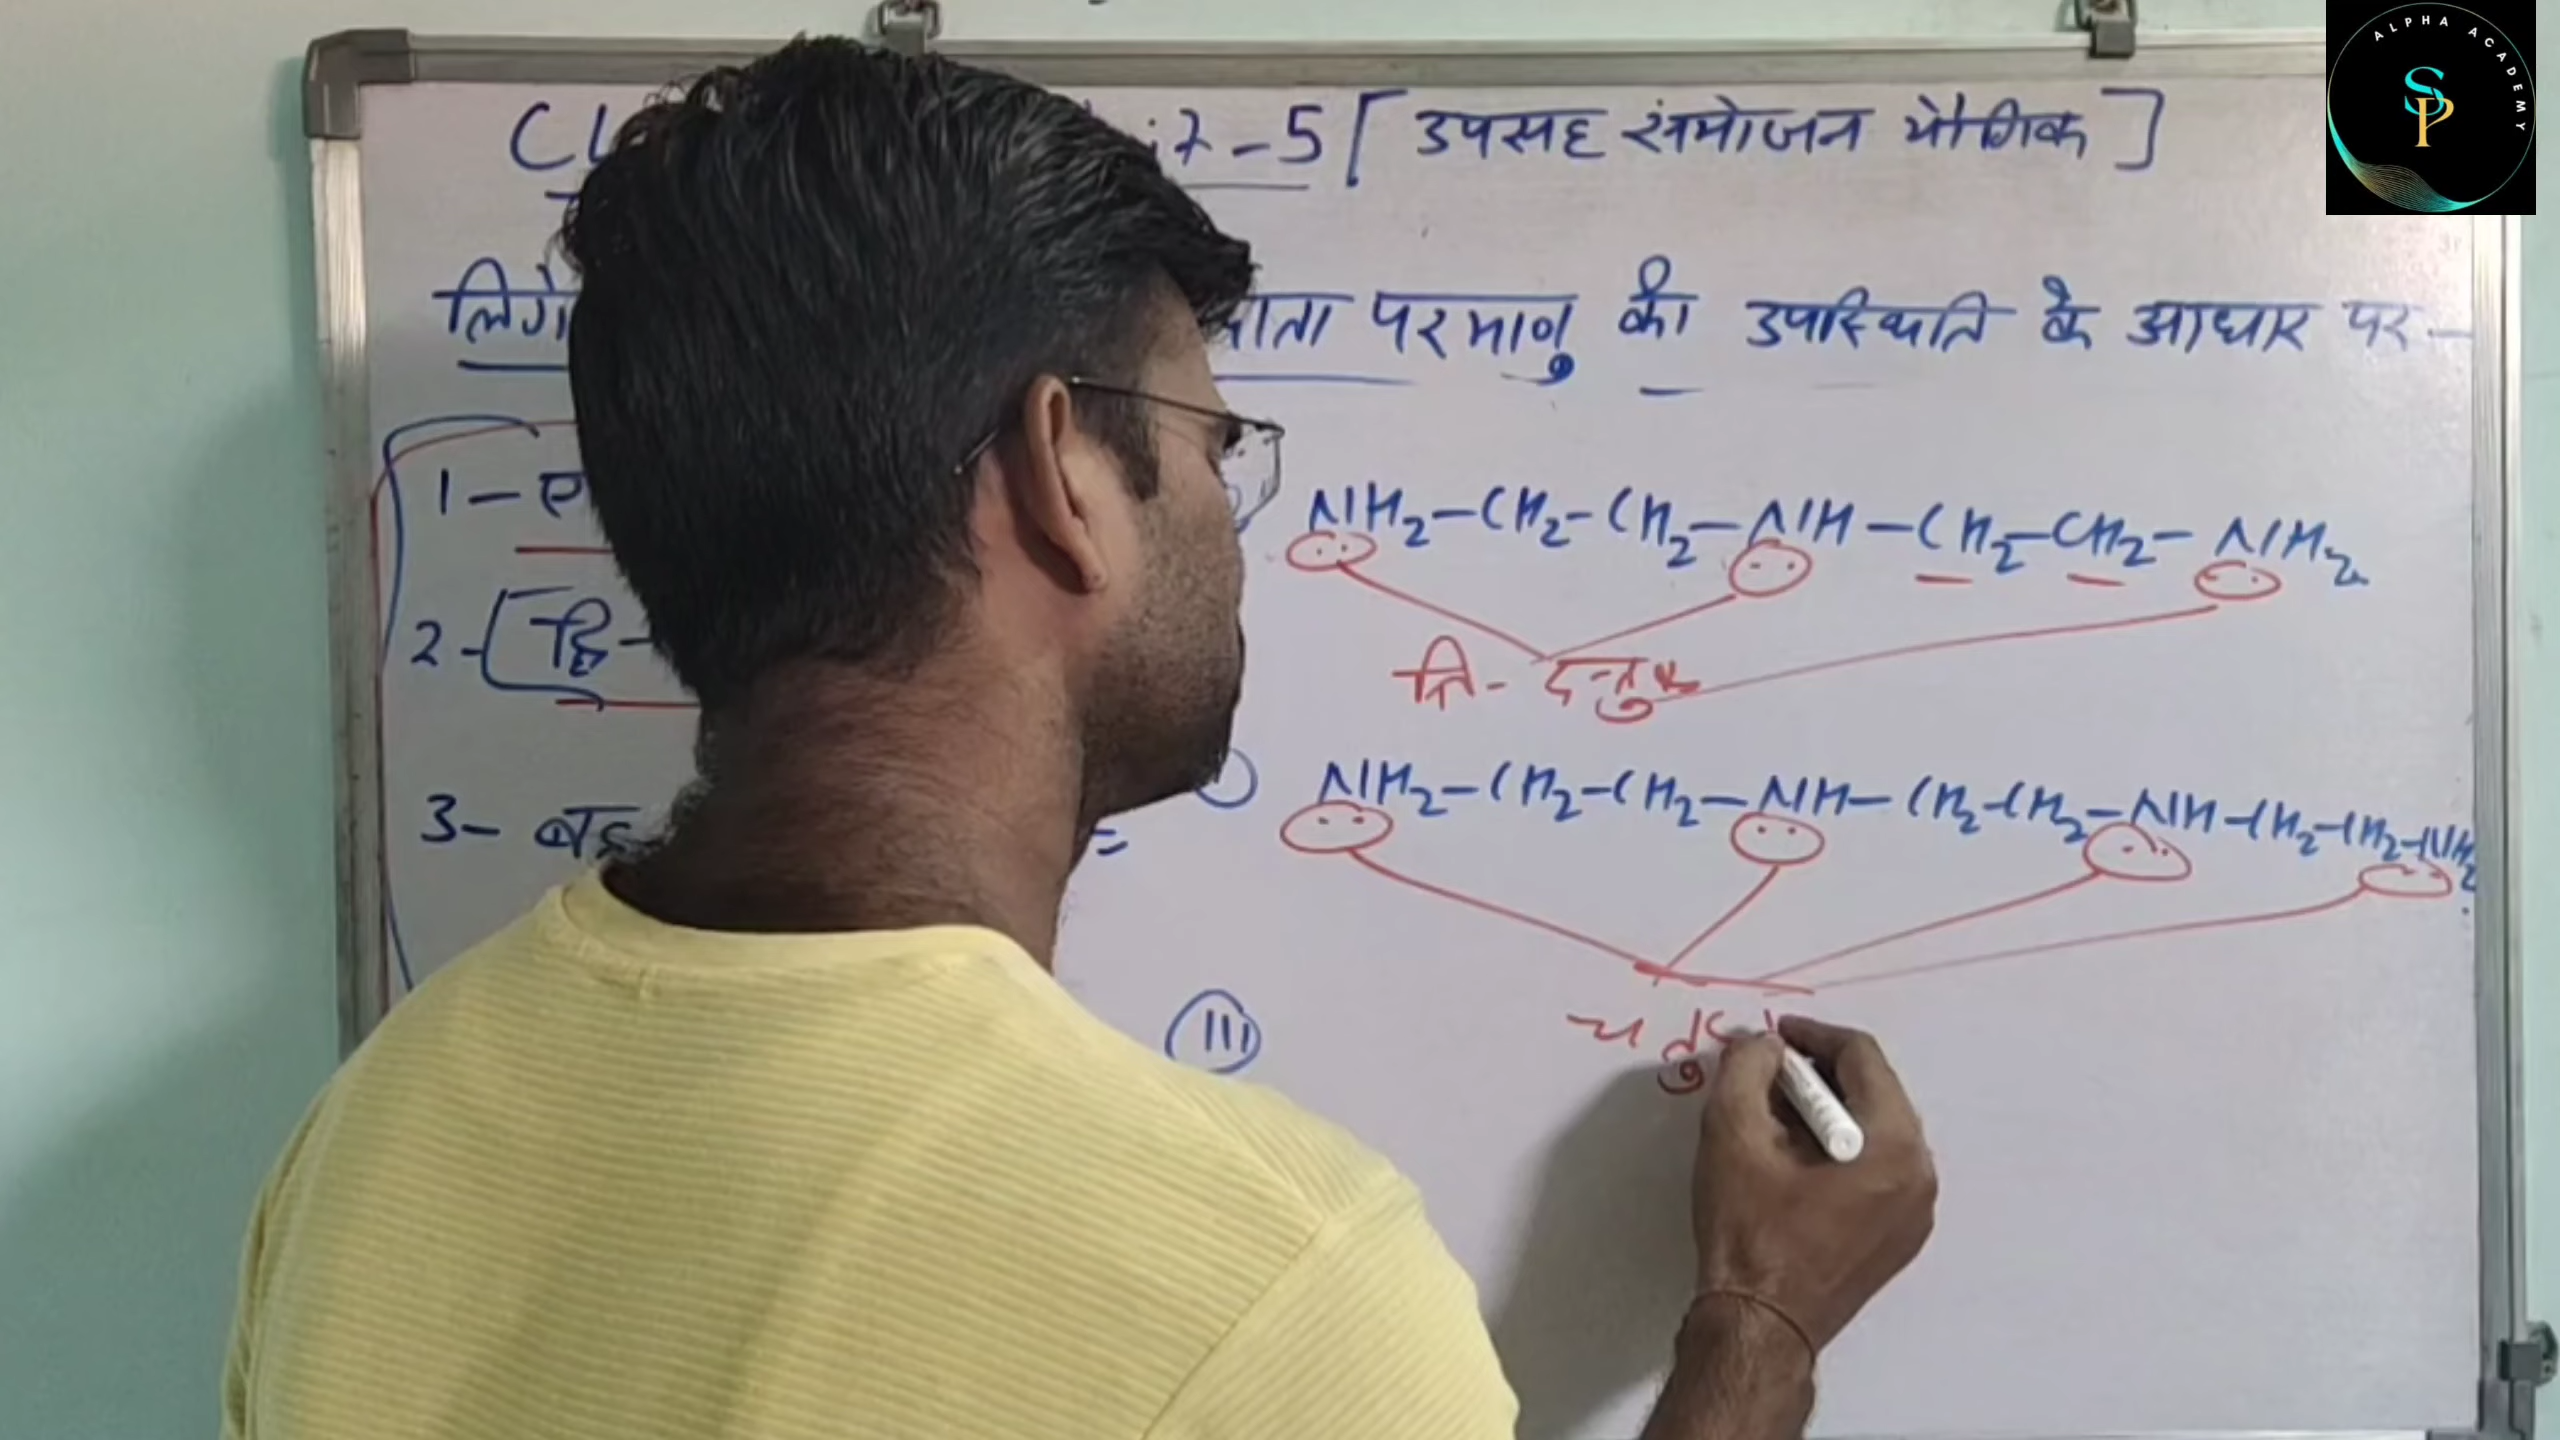 ALPHA ACADEMY
SP
-5 [ उपसह संयोजन यौगिक ]
परमाणु की उपस्थिति के आधार पर -
1 -
NH2-CH2-CH2-NH-CH2-CH2-NH2
2 - [ द्वि-
त्रि- दन्तुक
3 - =
NH2-CH2-CH2-NH-CH2-CH2-NH-CH2-CH2-NH2
III